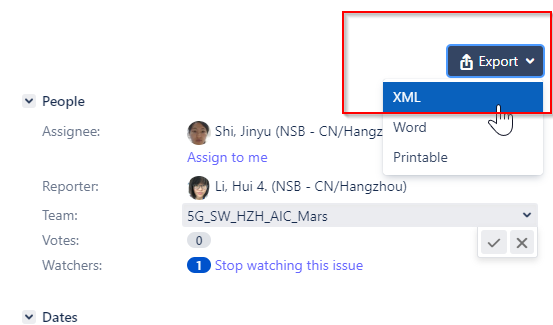 Export
XML
Word
Printable
People
Assignee:
Shi, Jinyu (NSB - CN/Hangz
Assign to me
Reporter:
Li, Hui 4. (NSB - CN/Hangzhou)
Team:
5G_SW_HZH_AIC_Mars
Votes:
0
Watchers:
1 Stop watching this issue
Dates